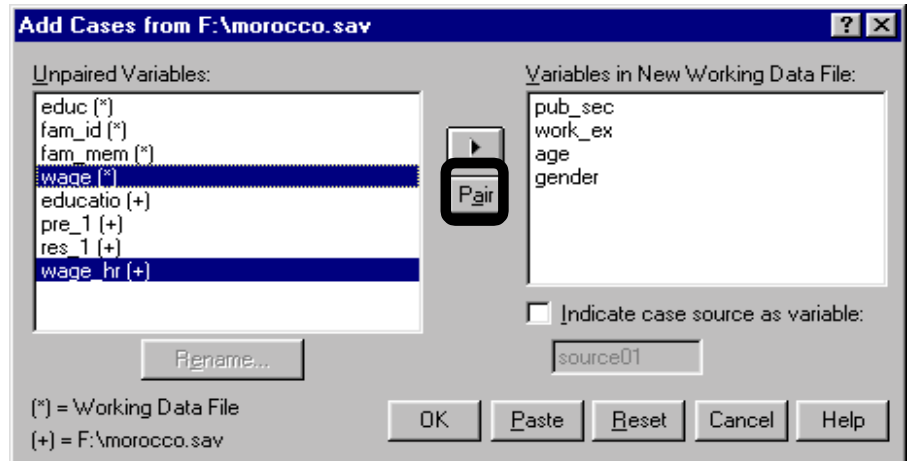 Add Cases from F:\morocco.sav
? X
Unpaired Variables:
educ (*)
fam_id (*)
fam_mem (*)
wage (*)
educatio (+)
pre_1 (+)
res_1 (+)
wage_hr (+)
Rename...
(*) = Working Data File
(+) = F:\morocco.sav
Pair
Variables in New Working Data File:
pub_sec
work_ex
age
gender
Indicate case source as variable:
source01
OK Paste Reset Cancel Help